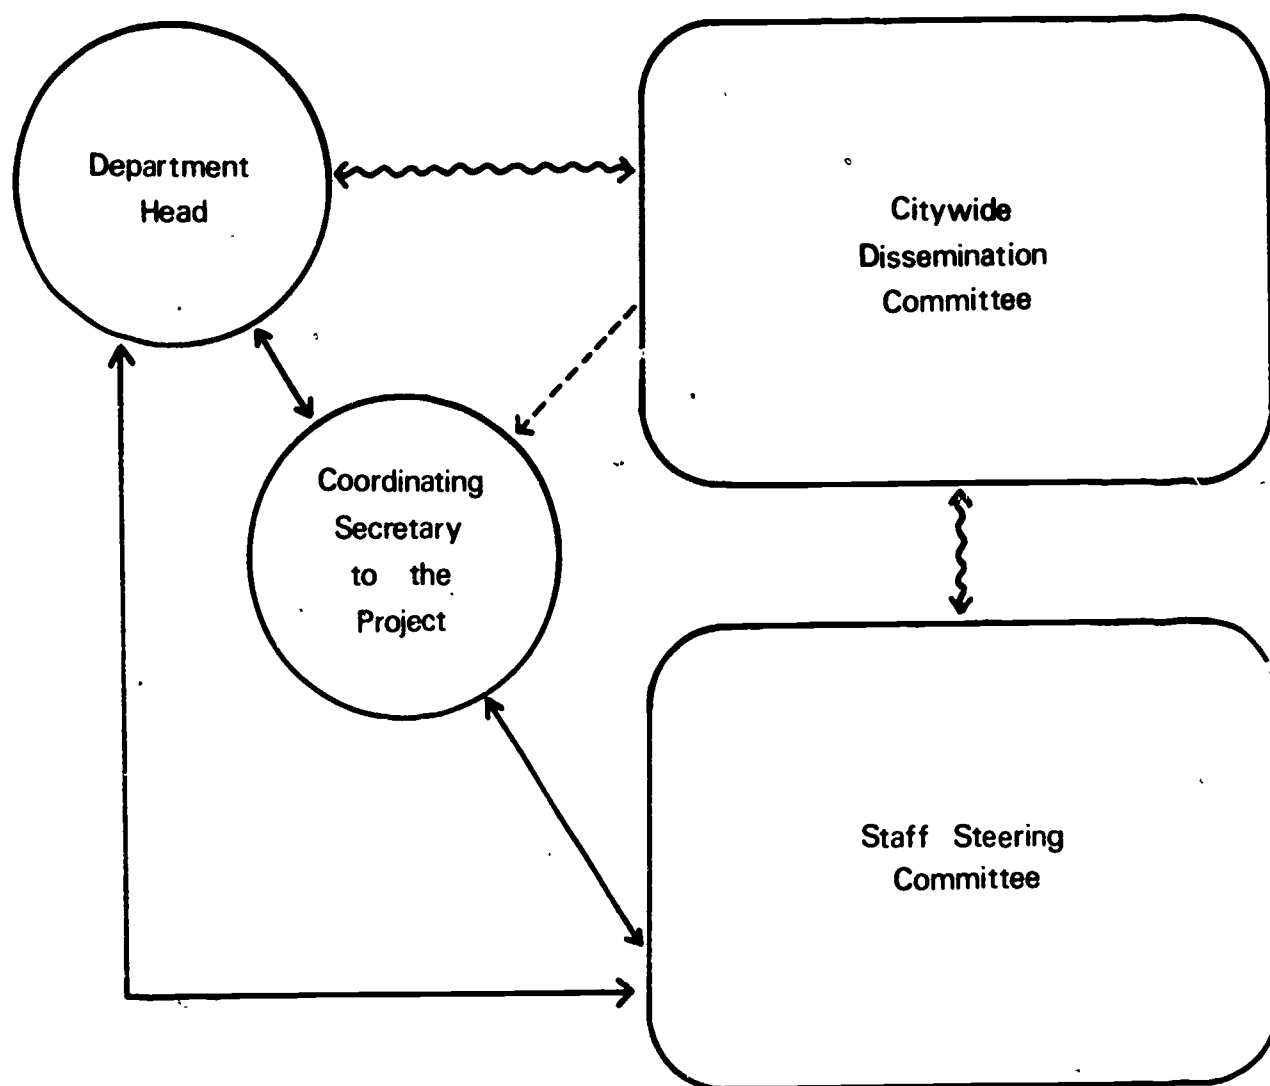 Department
Head
Citywide
Dissemination
Committee
Coordinating
Secretary
to the
Project
Staff Steering
Committee